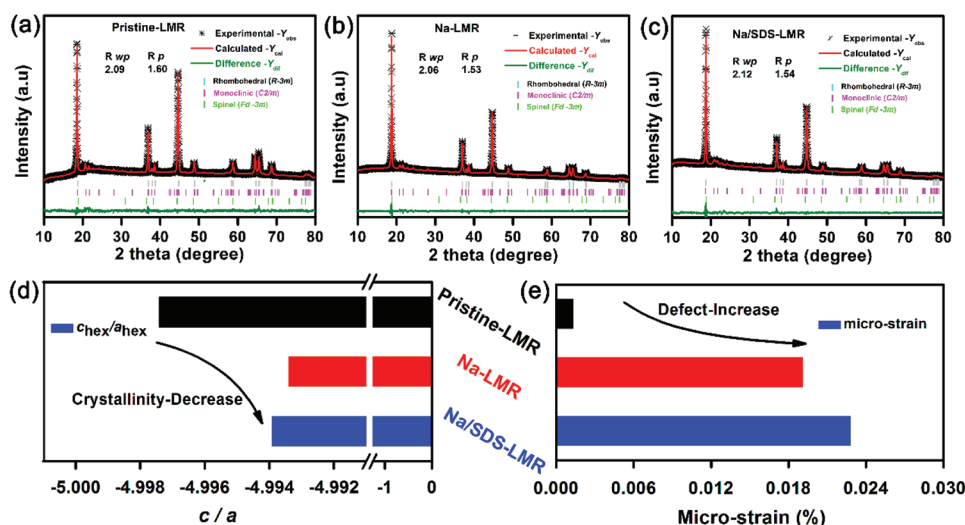 (a) Pristine-LMR
Experimental -Yobs
Calculated -Ycal
Difference -Ydif
R wp R p
2.09 1.60
Rhombohedral (R-3m)
Monoclinic (C2/m)
Spinel (Fd -3m)
Intensity (a.u)
10 20 30 40 50 60 70 80
2 theta (degree)
(b) Na-LMR
Experimental -Yobs
Calculated -Ycal
Difference -Ydif
R wp R p
2.06 1.53
Rhombohedral (R-3m)
Monoclinic (C2/m)
Spinel (Fd -3m)
Intensity (a.u)
10 20 30 40 50 60 70 80
2 theta (degree)
(c) Na/SDS-LMR
Experimental -Yobs
Calculated -Ycal
Difference -Ydif
R wp R p
2.12 1.54
Rhombohedral (R-3m)
Monoclinic (C2/m)
Spinel (Fd -3m)
Intensity (a.u)
10 20 30 40 50 60 70 80
2 theta (degree)
(d)
chex/ahex
Crystallinity-Decrease
-5.000 -4.998 -4.996 -4.994 -4.992 -1 0
c / a
Pristine-LMR
Na-LMR
Na/SDS-LMR
(e)
Defect-Increase
micro-strain
0.000 0.006 0.012 0.018 0.024 0.030
Micro-strain (%)